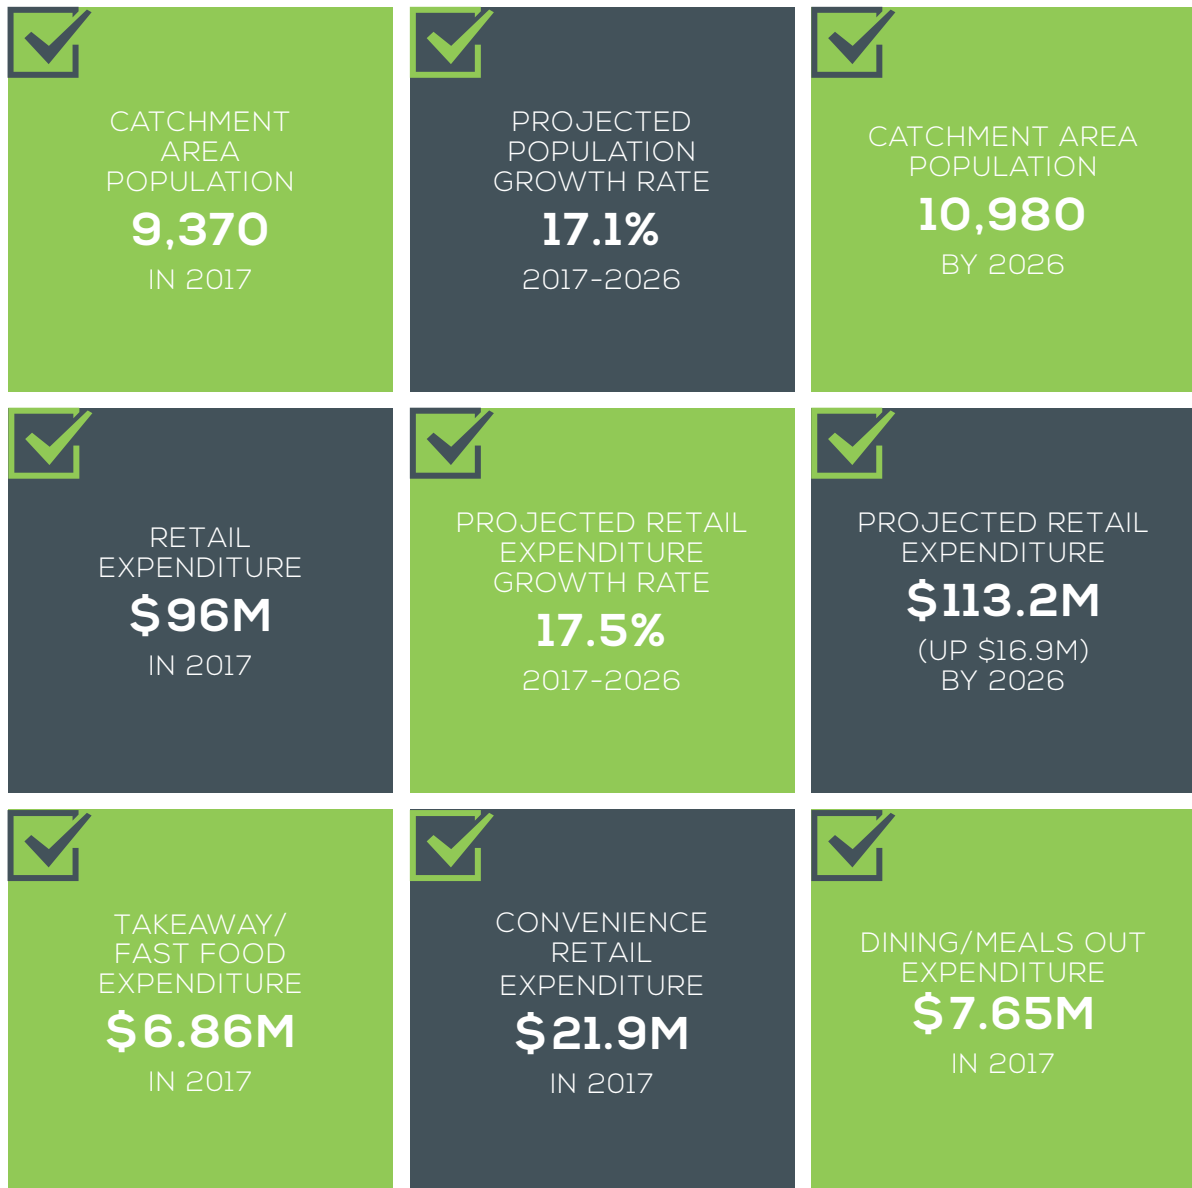 CATCHMENT
AREA
POPULATION
9,370
IN 2017
PROJECTED
POPULATION
GROWTH RATE
17.1%
2017-2026
CATCHMENT AREA
POPULATION
10,980
BY 2026
RETAIL
EXPENDITURE
$96M
IN 2017
PROJECTED RETAIL
EXPENDITURE
GROWTH RATE
17.5%
2017-2026
PROJECTED RETAIL
EXPENDITURE
$113.2M
(UP $16.9M)
BY 2026
TAKEAWAY/
FAST FOOD
EXPENDITURE
$6.86M
IN 2017
CONVENIENCE
RETAIL
EXPENDITURE
$21.9M
IN 2017
DINING/MEALS OUT
EXPENDITURE
$7.65M
IN 2017